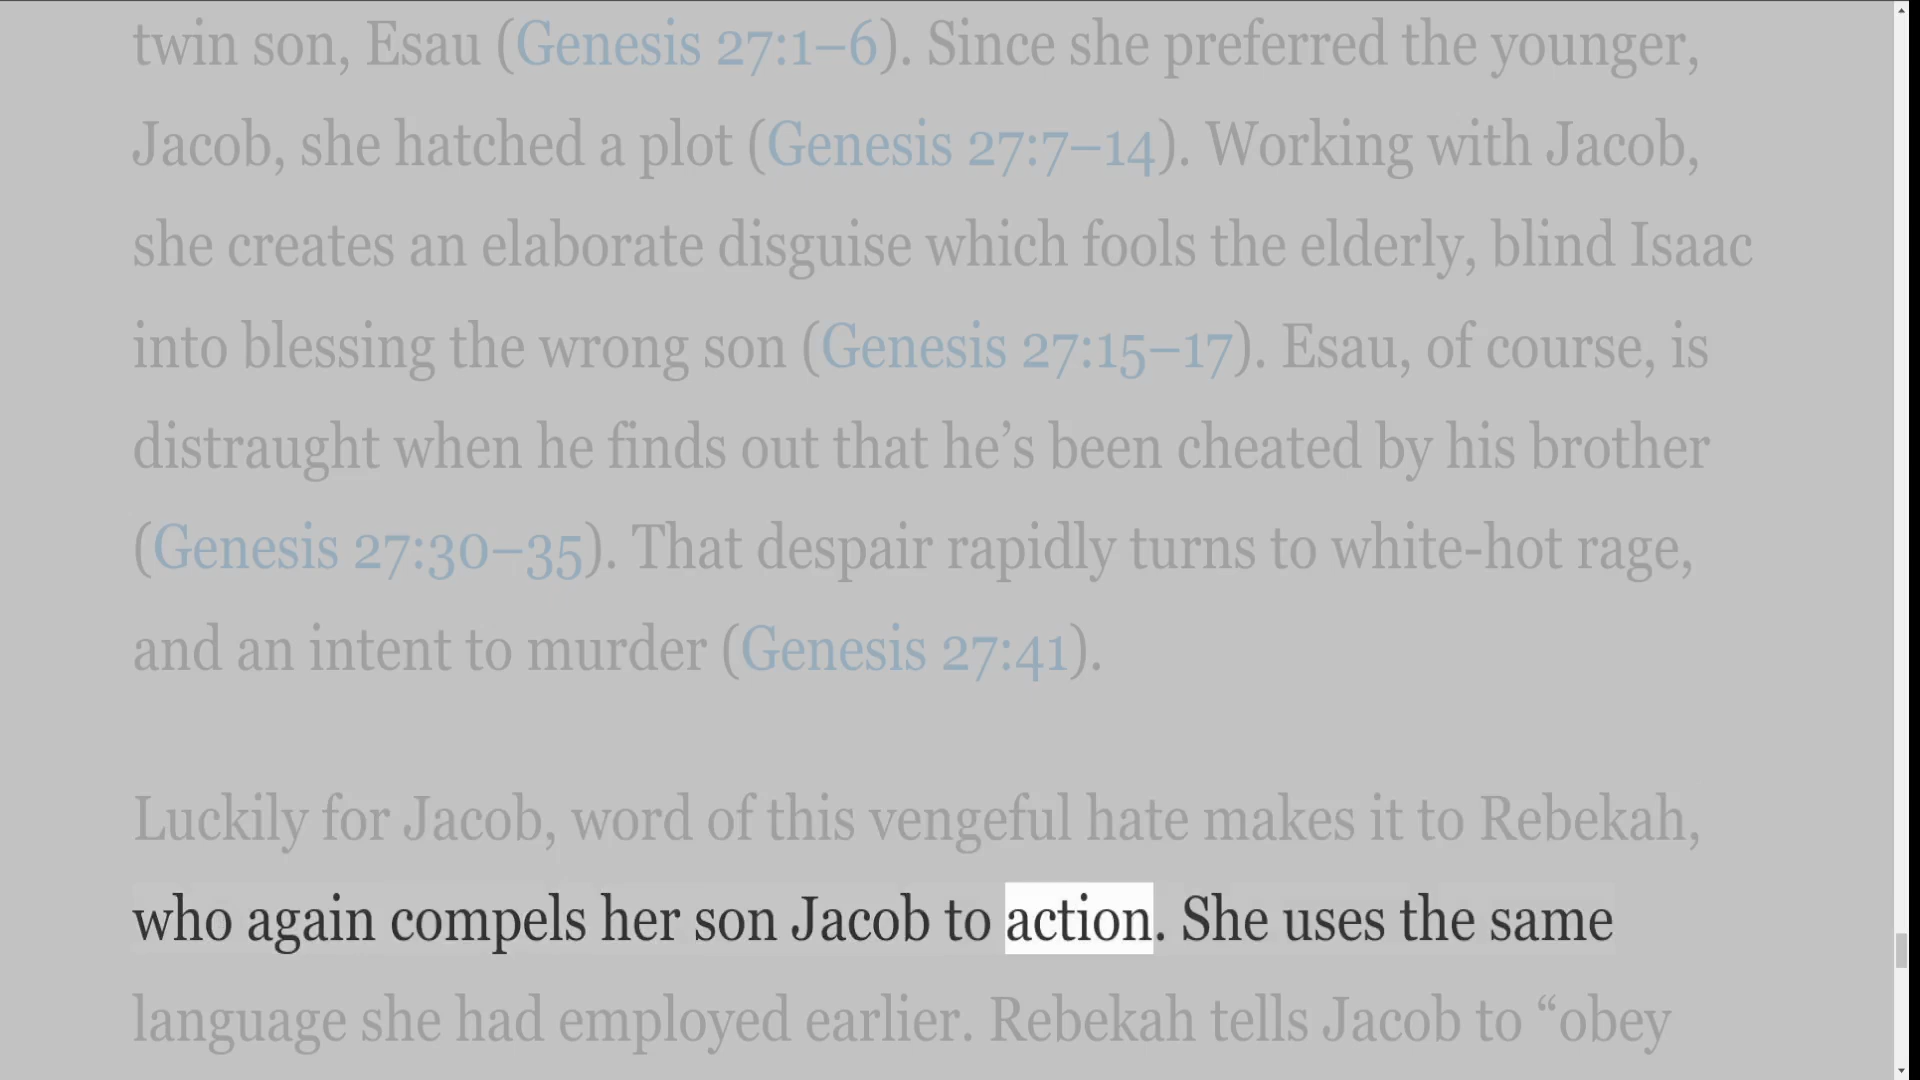 twin son, Esau (Genesis 27:1–6). Since she preferred the younger,
Jacob, she hatched a plot (Genesis 27:7–14). Working with Jacob,
she creates an elaborate disguise which fools the elderly, blind Isaac
into blessing the wrong son (Genesis 27:15–17). Esau, of course, is
distraught when he finds out that he’s been cheated by his brother
(Genesis 27:30–35). That despair rapidly turns to white-hot rage,
and an intent to murder (Genesis 27:41).
Luckily for Jacob, word of this vengeful hate makes it to Rebekah,
who again compels her son Jacob to action. She uses the same
language she had employed earlier. Rebekah tells Jacob to “obey